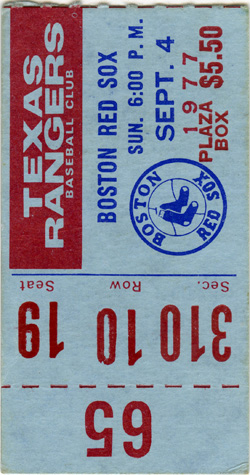 TEXAS
RANGERS
BASEBALL CLUB
BOSTON RED SOX
SUN. 6:00 P. M.
SEPT. 4
1977
PLAZA $5.50
BOX
BOSTON RED SOX
Sec. Row Seat
310 10 19
65